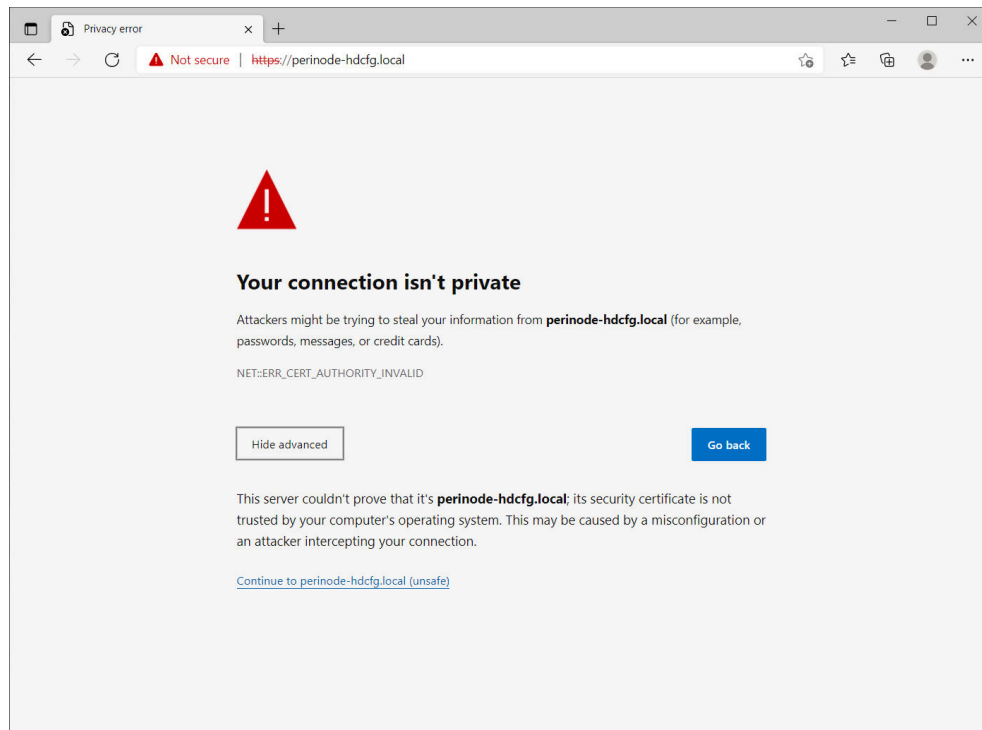 Privacy error
Not secure | https://perinode-hdcfg.local
Your connection isn't private
Attackers might be trying to steal your information from perinode-hdcfg.local (for example,
passwords, messages, or credit cards).
NET::ERR_CERT_AUTHORITY_INVALID
Hide advanced
Go back
This server couldn't prove that it's perinode-hdcfg.local; its security certificate is not
trusted by your computer's operating system. This may be caused by a misconfiguration or
an attacker intercepting your connection.
Continue to perinode-hdcfg.local (unsafe)